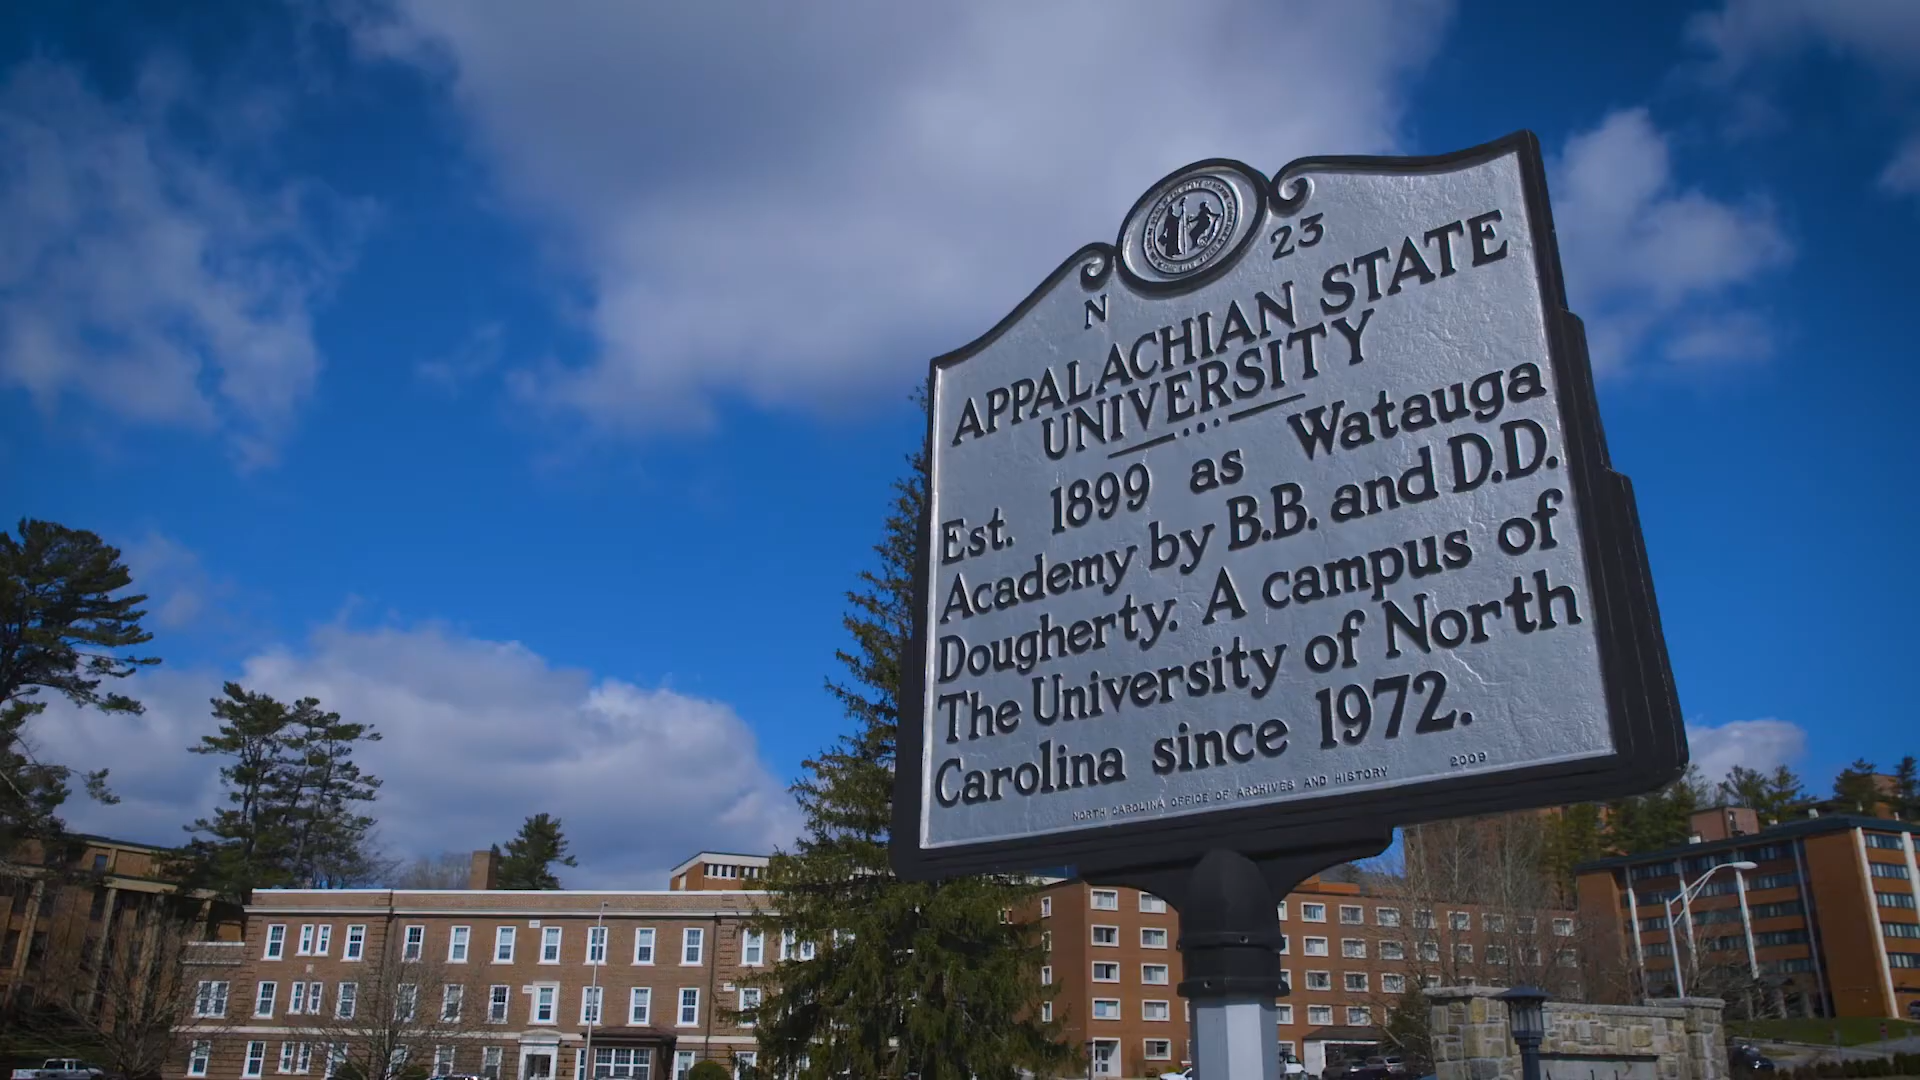 N 23
APPALACHIAN STATE
UNIVERSITY
Est. 1899 as Watauga
Academy by B.B. and D.D.
Dougherty. A campus of
The University of North
Carolina since 1972.
NORTH CAROLINA OFFICE OF ARCHIVES AND HISTORY 2009